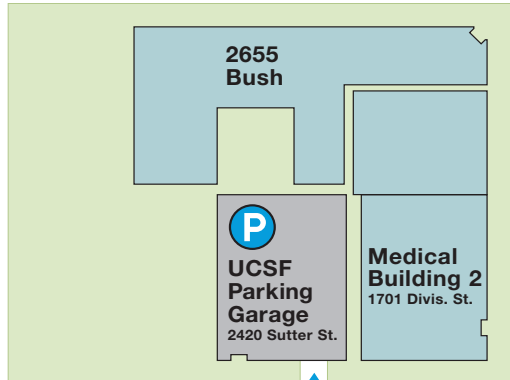 2655
Bush
P
UCSF
Parking
Garage
2420 Sutter St.
Medical
Building 2
1701 Divis. St.